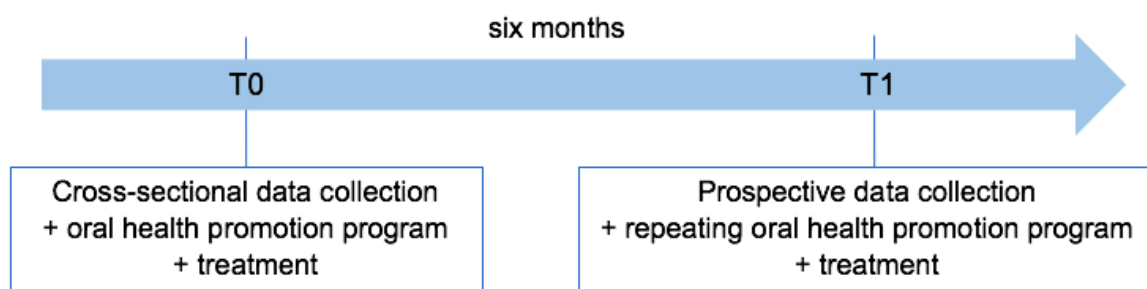 six months
T0
T1
Cross-sectional data collection
+ oral health promotion program
+ treatment
Prospective data collection
+ repeating oral health promotion program
+ treatment